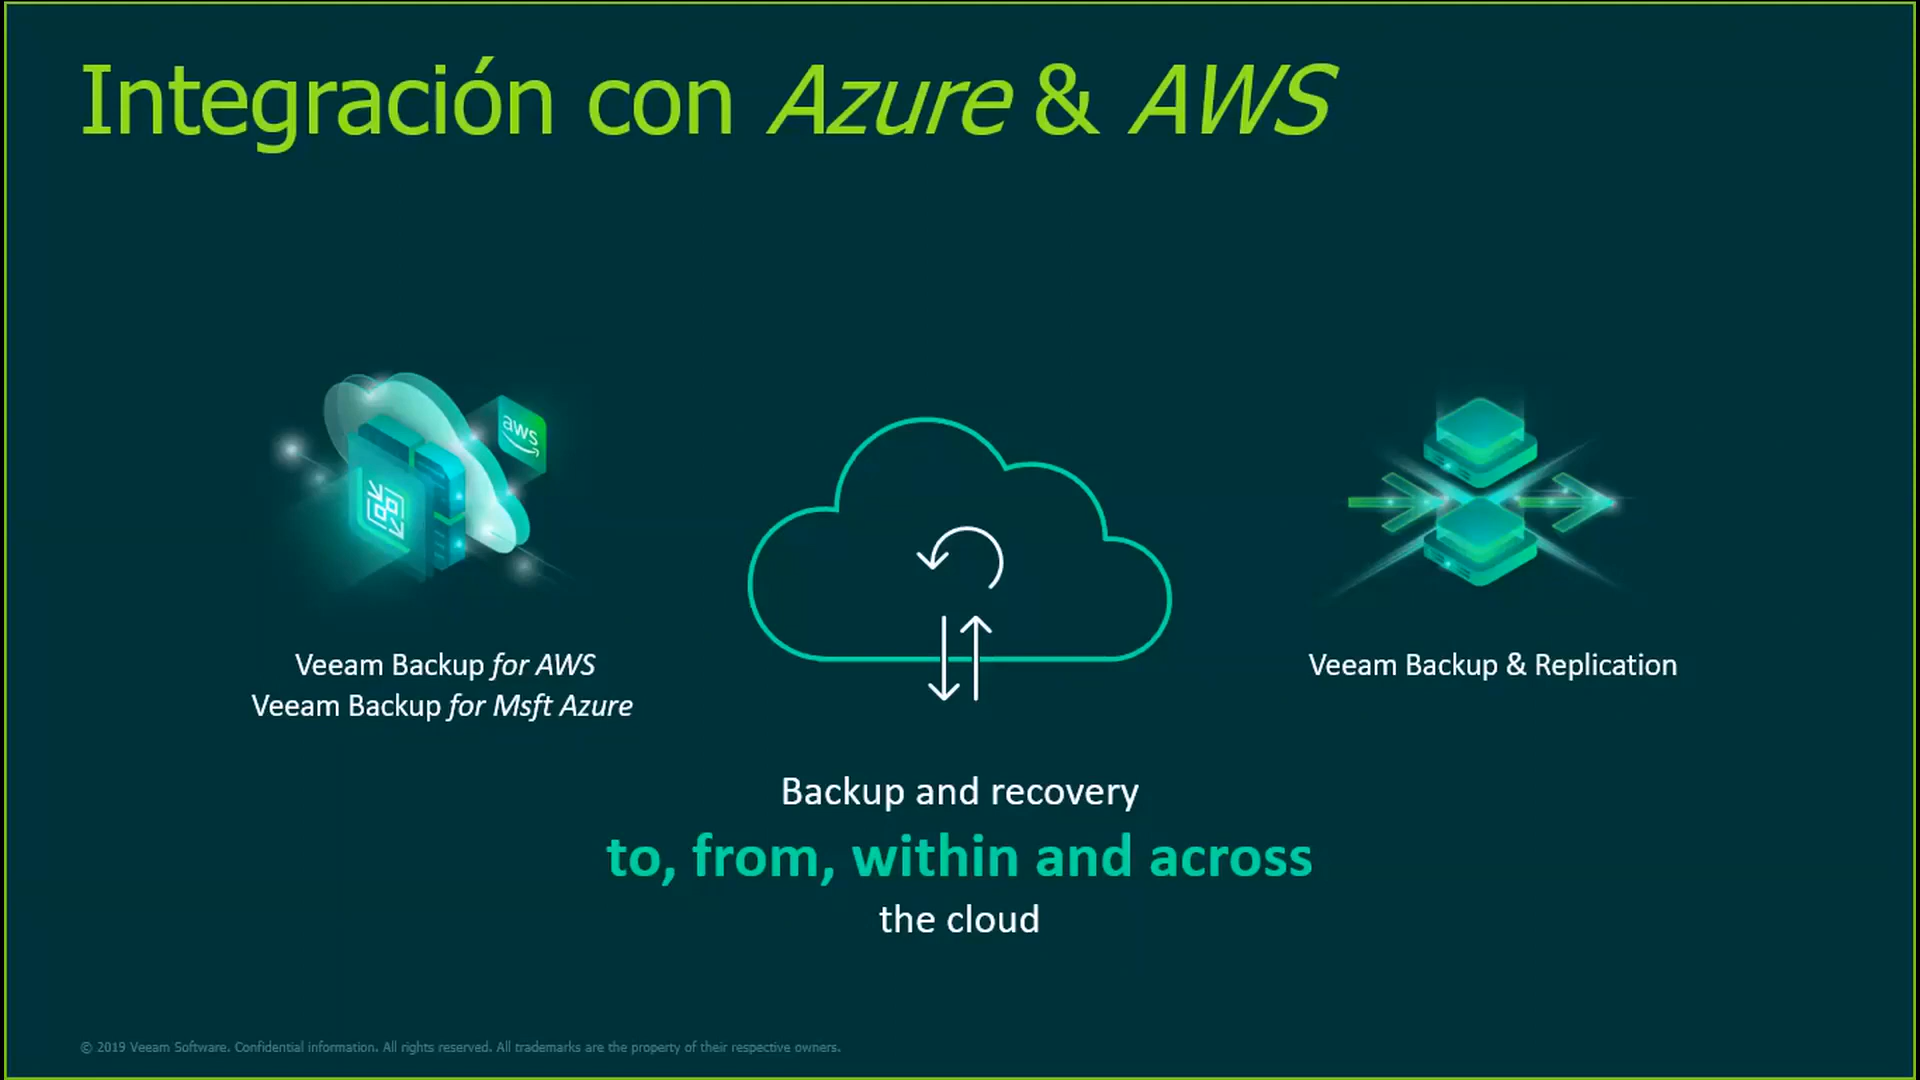 Integración con Azure & AWS
aws
Veeam Backup for AWS
Veeam Backup for Msft Azure
Veeam Backup & Replication
Backup and recovery
to, from, within and across
the cloud
© 2019 Veeam Software. Confidential information. All rights reserved. All trademarks are the property of their respective owners.